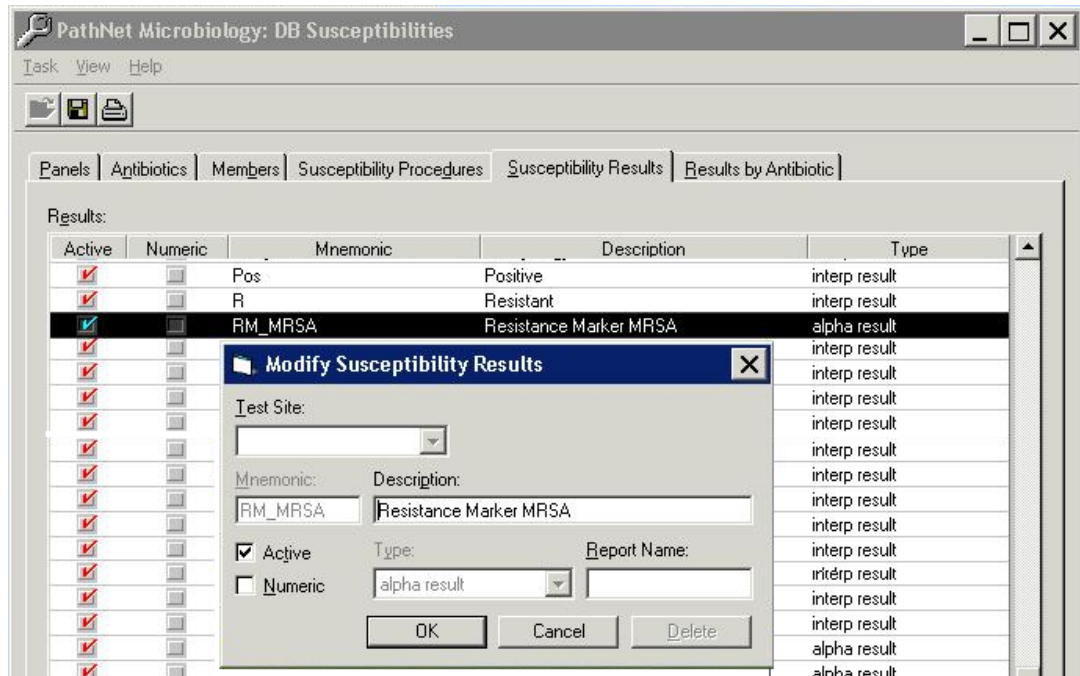 PathNet Microbiology: DB Susceptibilities
Task View Help
Panels Antibiotics Members Susceptibility Procedures Susceptibility Results Results by Antibiotic
Results:
Active Numeric Mnemonic Description Type
Pos Positive interp result
R Resistant interp result
RM_MRSA Resistance Marker MRSA alpha result
interp result
Modify Susceptibility Results
interp result
interp result
Test Site:
interp result
interp result
Mnemonic: Description:
interp result
RM_MRSA Resistance Marker MRSA
interp result
interp result
Active Type: Report Name:
interp result
Numeric alpha result
interp result
interp result
interp result
OK Cancel Delete
alpha result
alpha result